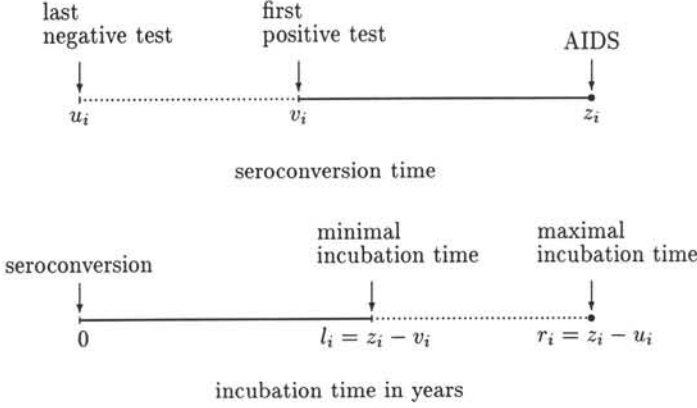 last
negative test
first
positive test
AIDS
u_i
v_i
z_i
seroconversion time
seroconversion
minimal
incubation time
maximal
incubation time
0
l_i = z_i − v_i
r_i = z_i − u_i
incubation time in years